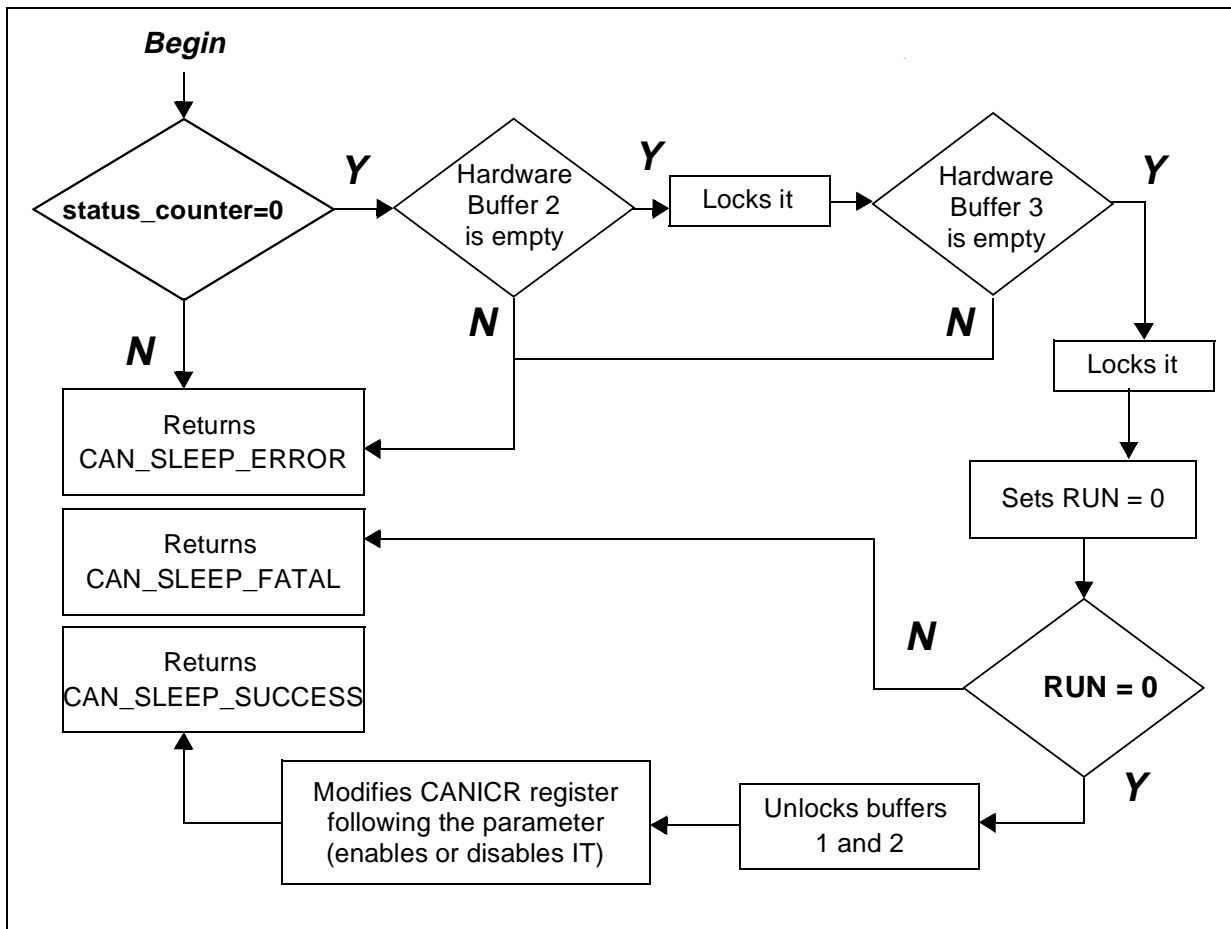 Begin
status_counter=0
Y
Hardware
Buffer 2
is empty
Y
Locks it
Hardware
Buffer 3
is empty
Y
N
N
N
Locks it
Returns
CAN_SLEEP_ERROR
Sets RUN = 0
Returns
CAN_SLEEP_FATAL
N
RUN = 0
Returns
CAN_SLEEP_SUCCESS
Y
Modifies CANICR register
following the parameter
(enables or disables IT)
Unlocks buffers
1 and 2